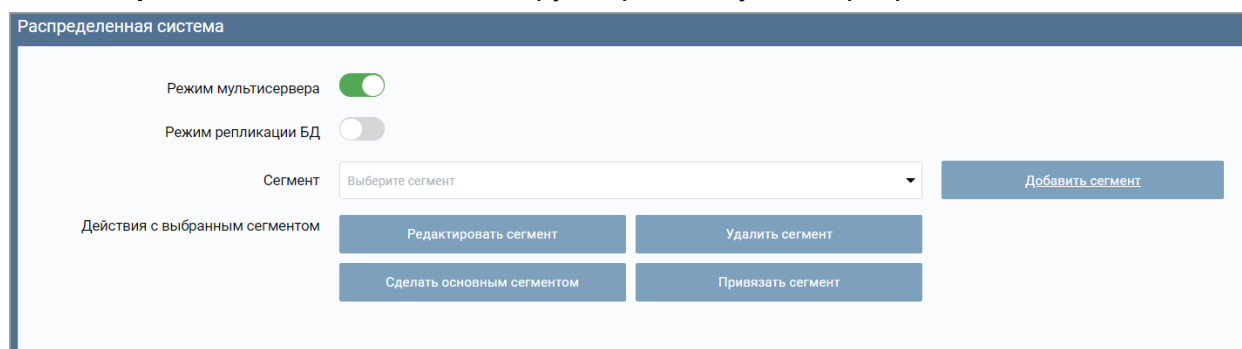 Распределенная система
Режим мультисервера
Режим репликации БД
Сегмент Выберите сегмент Добавить сегмент
Действия с выбранным сегментом Редактировать сегмент Удалить сегмент
Сделать основным сегментом Привязать сегмент